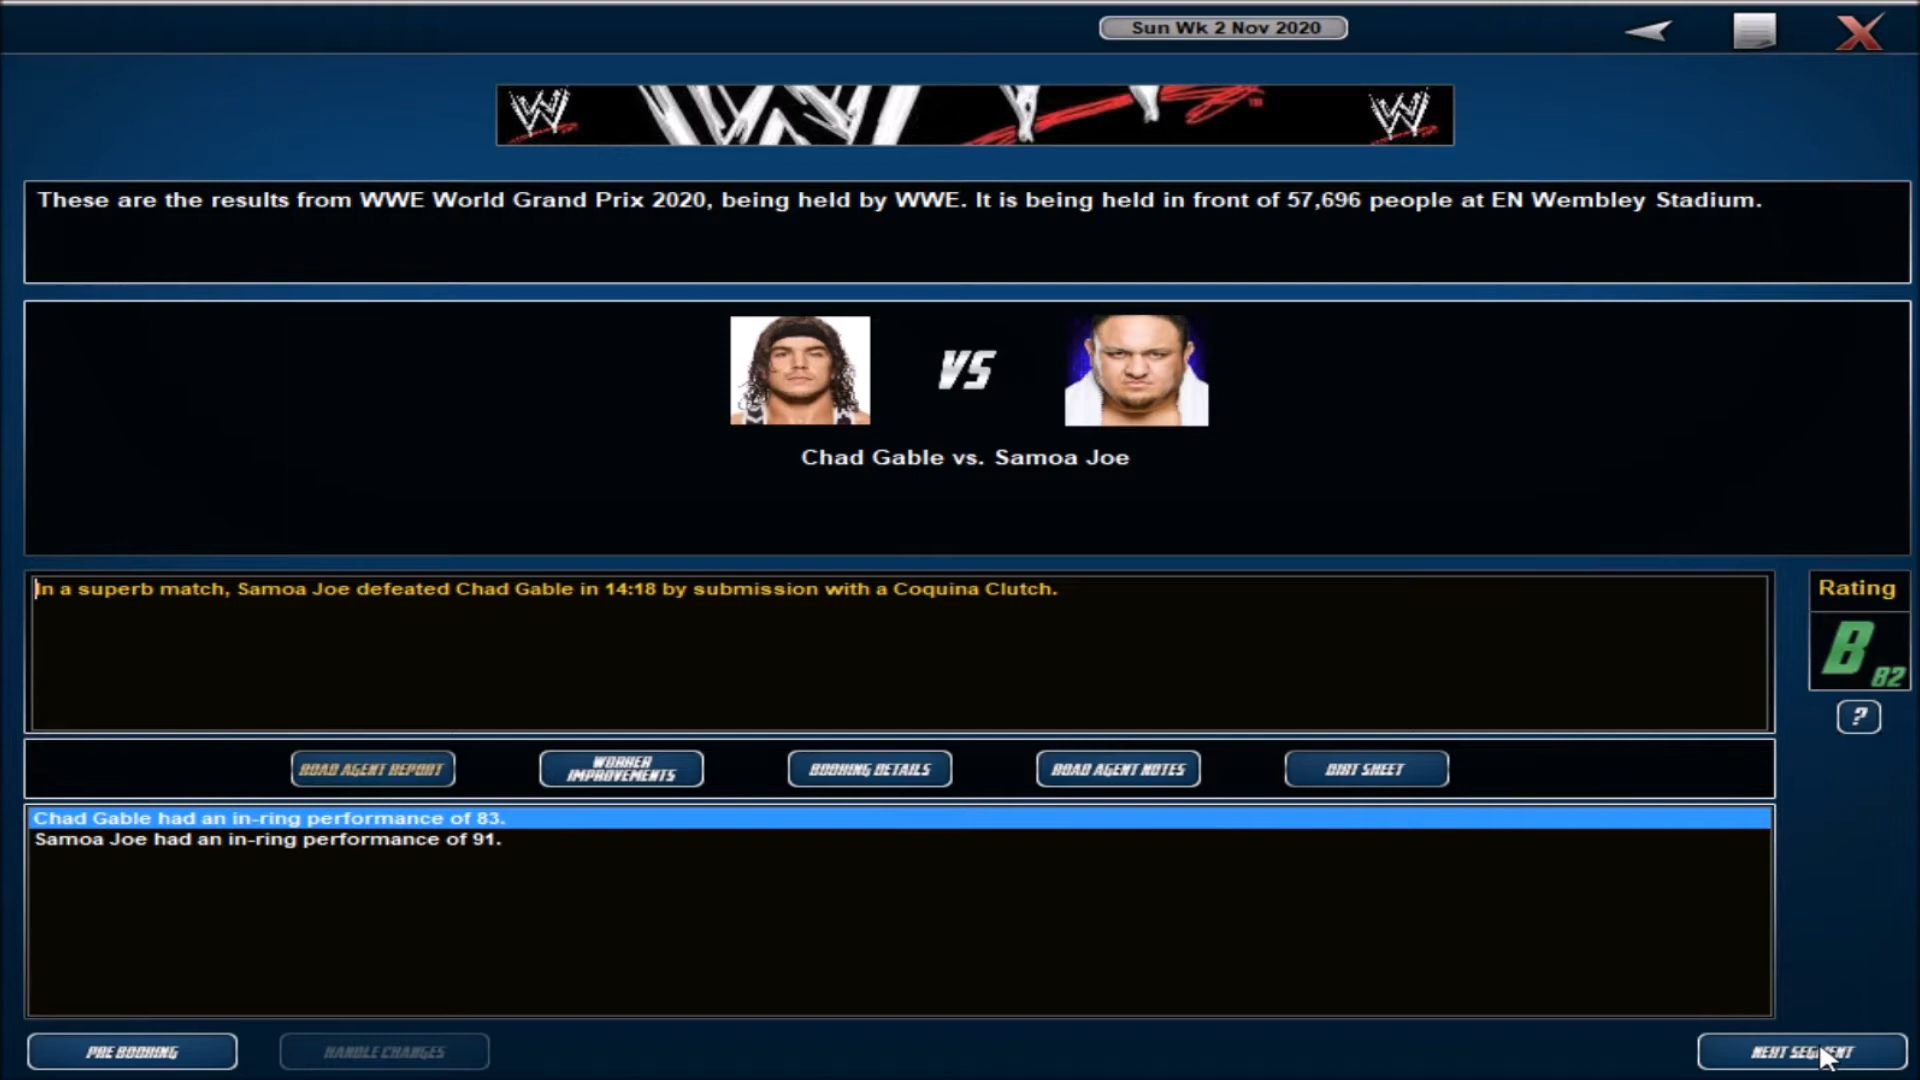 Sun Wk 2 Nov 2020
These are the results from WWE World Grand Prix 2020, being held by WWE. It is being held in front of 57,696 people at EN Wembley Stadium.
VS
Chad Gable vs. Samoa Joe
In a superb match, Samoa Joe defeated Chad Gable in 14:18 by submission with a Coquina Clutch.
Rating
B 82
?
ROAD AGENT REPORT
WORKER IMPROVEMENTS
BOOKING DETAILS
ROAD AGENT NOTES
DIRT SHEET
Chad Gable had an in-ring performance of 83.
Samoa Joe had an in-ring performance of 91.
PRE BOOKING
HANDLE CHANGES
NEXT SEGMENT